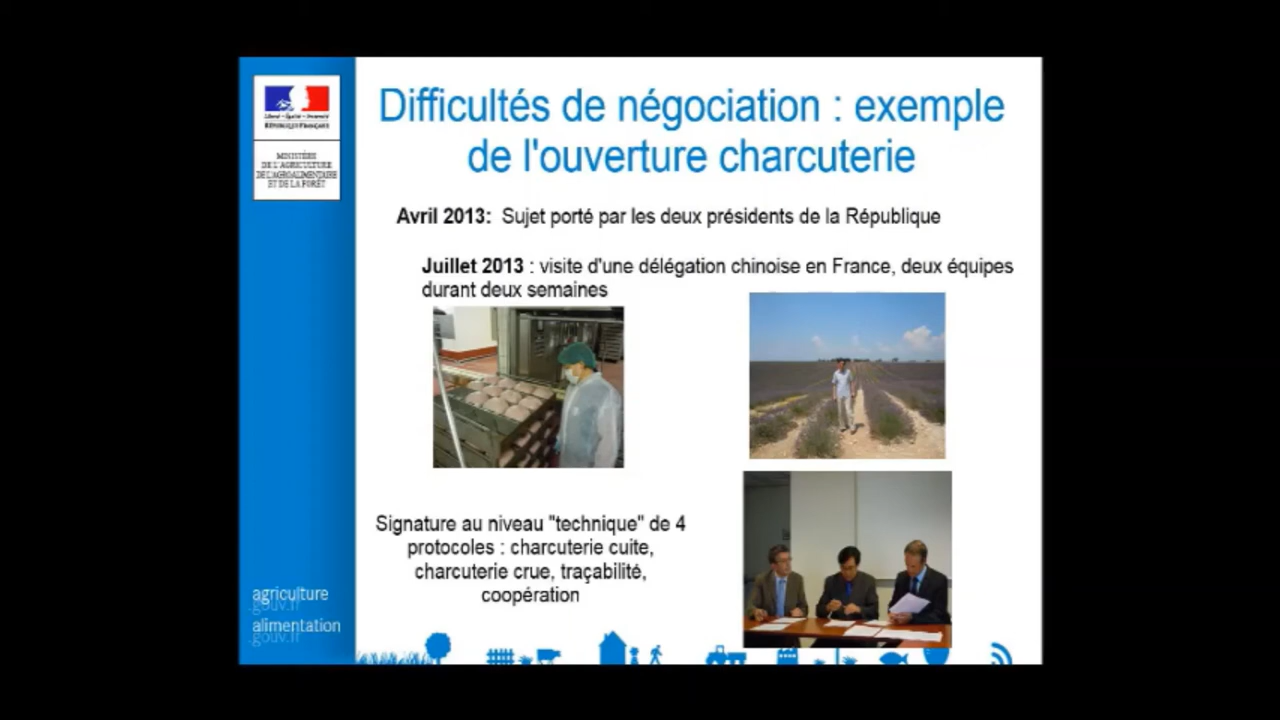 Liberté • Égalité • Fraternité
RÉPUBLIQUE FRANÇAISE
MINISTÈRE
DE L'AGRICULTURE
DE L'AGROALIMENTAIRE
ET DE LA FORÊT
Difficultés de négociation : exemple
de l'ouverture charcuterie
Avril 2013: Sujet porté par les deux présidents de la République
Juillet 2013 : visite d'une délégation chinoise en France, deux équipes
durant deux semaines
Signature au niveau "technique" de 4
protocoles : charcuterie cuite,
charcuterie crue, traçabilité,
coopération
agriculture
.gouv.fr
alimentation
.gouv.fr